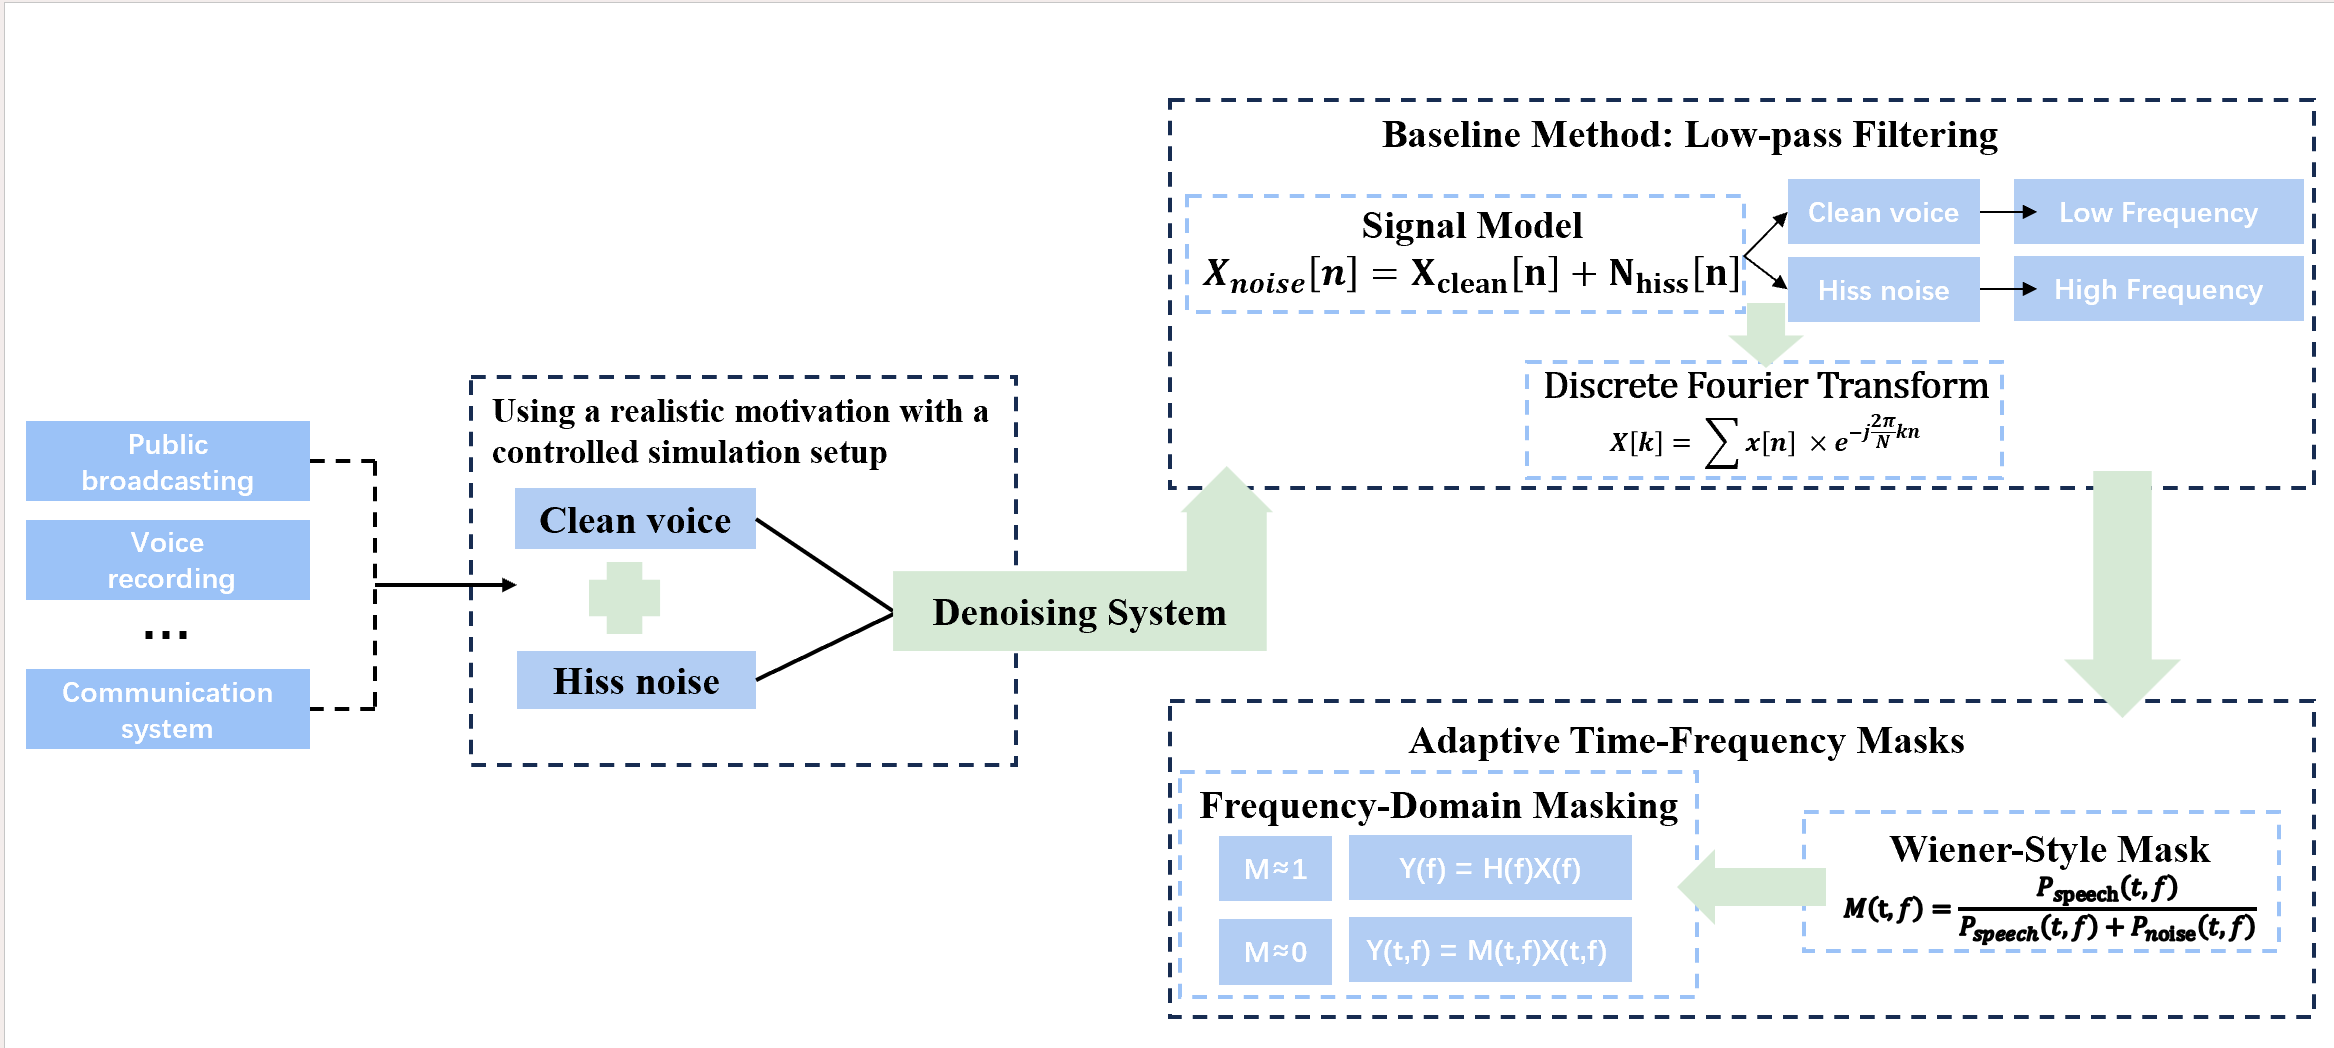 Public
broadcasting
Voice
recording
...
Communication
system
Using a realistic motivation with a
controlled simulation setup
Clean voice
Hiss noise
Denoising System
Baseline Method: Low-pass Filtering
Signal Model
X_noise[n] = X_clean[n] + N_hiss[n]
Clean voice
Low Frequency
Hiss noise
High Frequency
Discrete Fourier Transform
X[k] = ∑ x[n] × e^{-j\frac{2π}{N}kn}
Adaptive Time-Frequency Masks
Frequency-Domain Masking
M≈1
Y(f) = H(f)X(f)
M≈0
Y(t,f) = M(t,f)X(t,f)
Wiener-Style Mask
M(t,f) = \frac{P_speech(t,f)}{P_speech(t,f) + P_noise(t,f)}